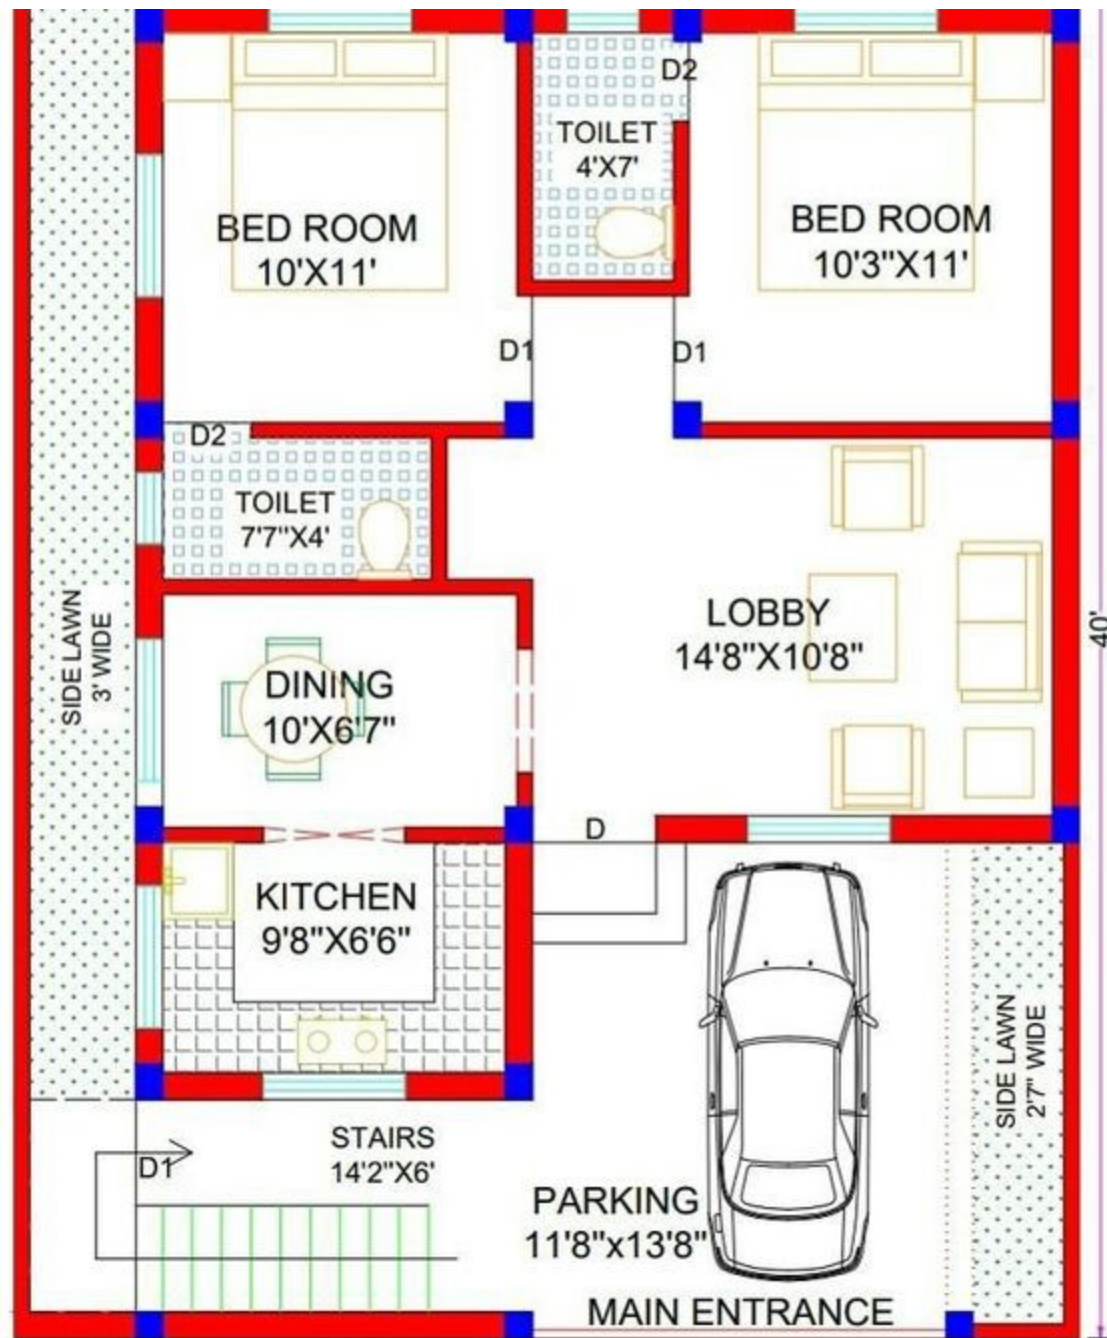 D2
TOILET
4'X7'
BED ROOM
10'X11'
BED ROOM
10'3"X11'
D1
D1
D2
TOILET
7'7"X4'
SIDE LAWN
3' WIDE
LOBBY
14'8"X10'8"
40'
DINING
10'X6'7"
D
KITCHEN
9'8"X6'6"
SIDE LAWN
2'7" WIDE
STAIRS
14'2"X6'
D1
PARKING
11'8"x13'8"
MAIN ENTRANCE